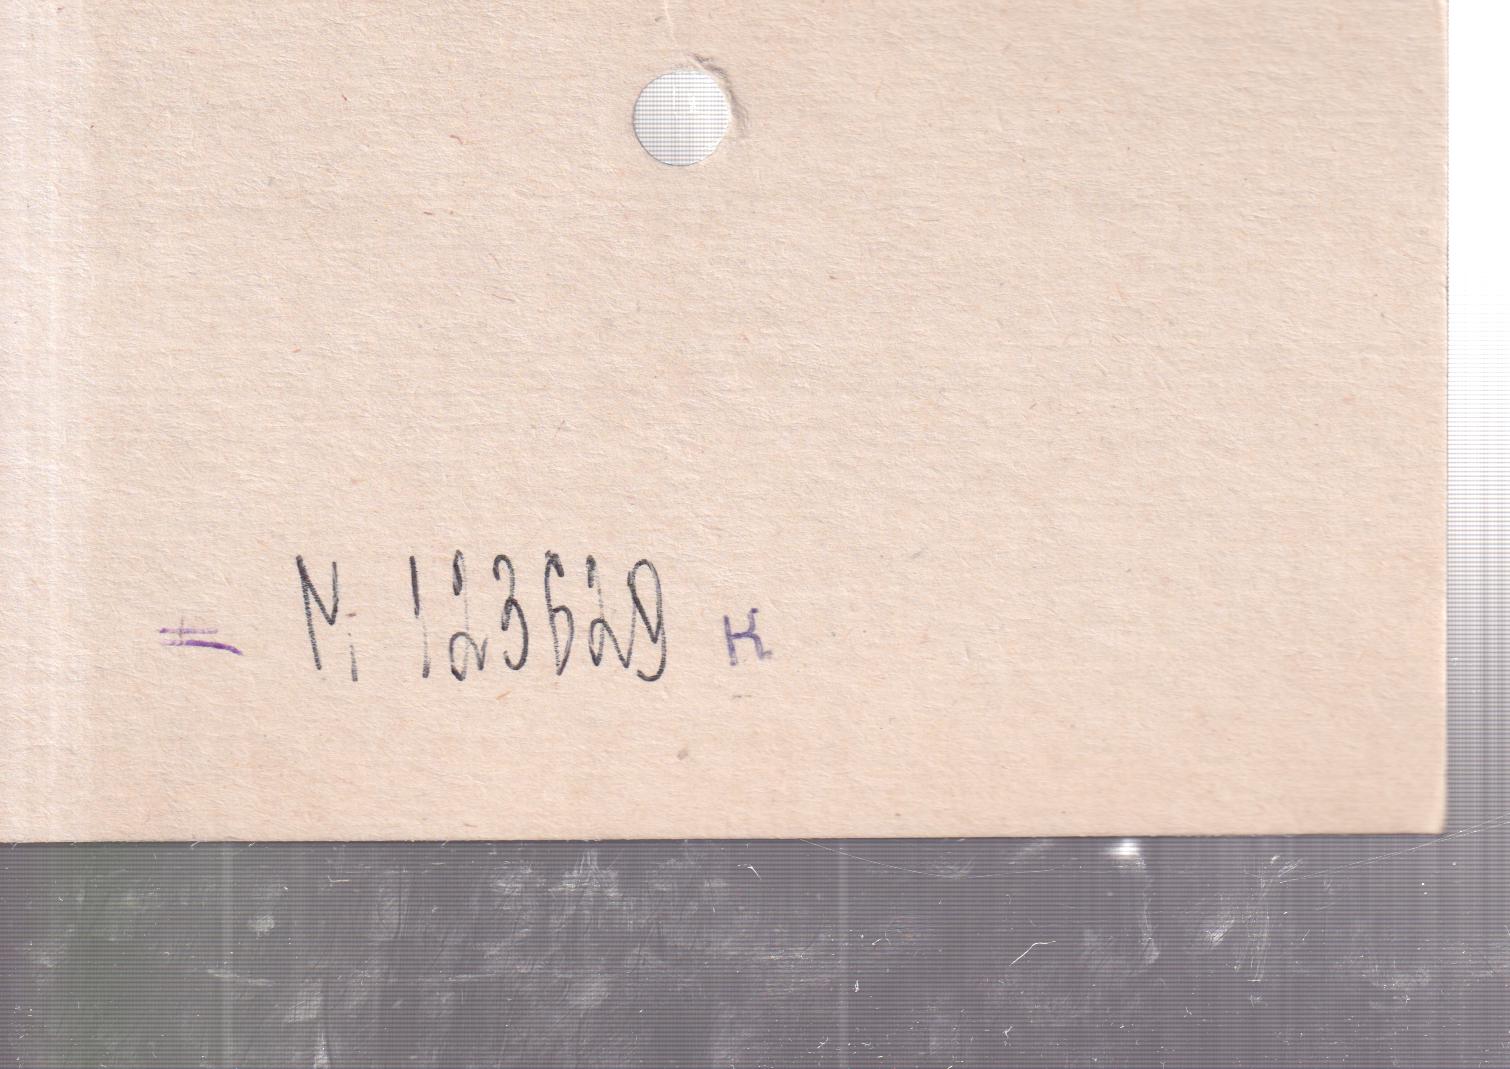 = N. 123629 K